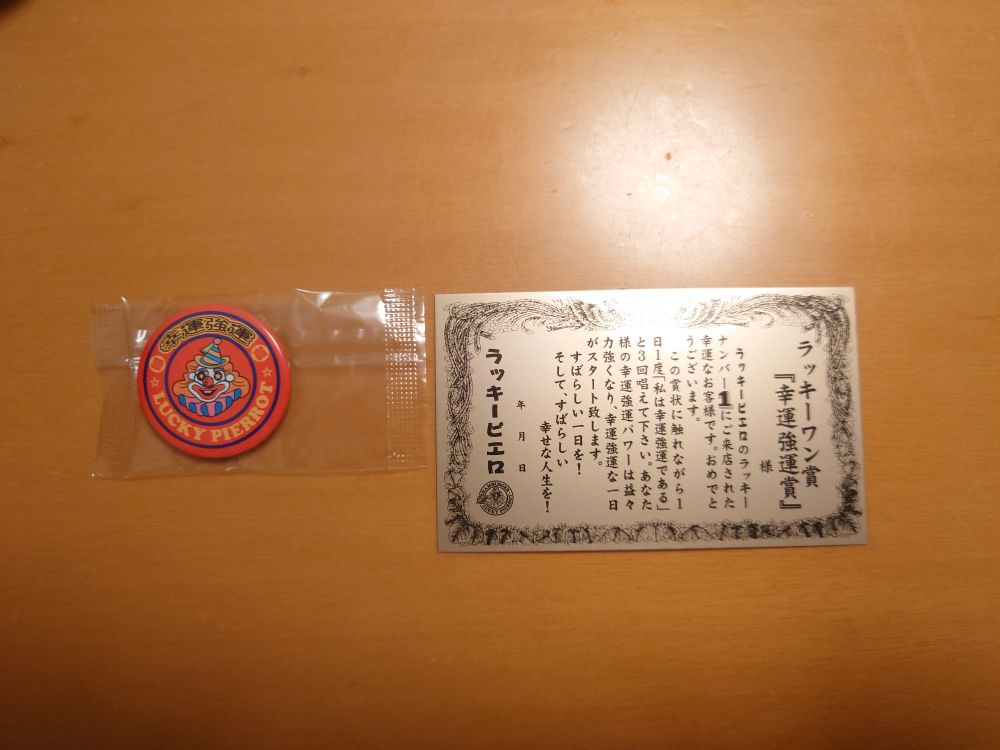 幸運強運
LUCKY PIERROT
ラッキーワン賞
『幸運強運賞』
様
ラッキーピエロのラッキー
ナンバー1にご来店された
幸運なお客様です。おめでと
うございます。
この賞状に触れながら1
日1度「私は幸運強運である」
と3回唱えて下さい。あなた
様の幸運強運パワーは益々
力強くなり、幸運強運な一日
がスタート致します。
すばらしい一日を!
そして、すばらしい
幸せな人生を!
年 月 日
ラッキーピエロ
LUCKY PIERROT